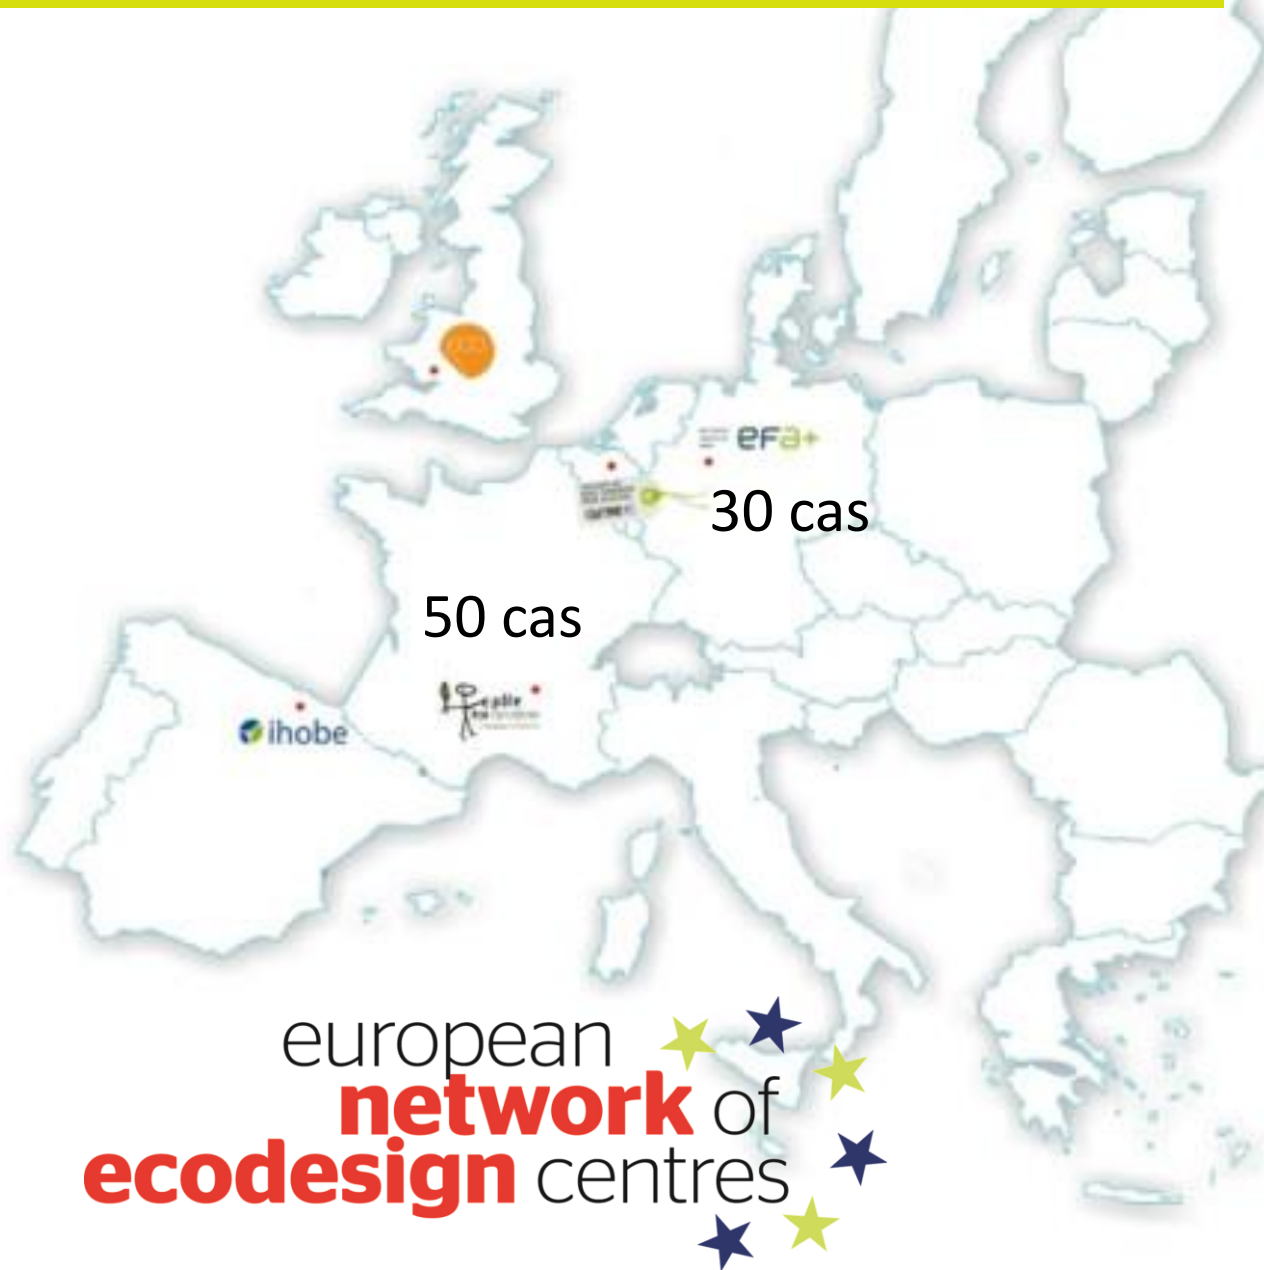 efa+
30 cas
50 cas
ihobe
european
network of
ecodesign centres